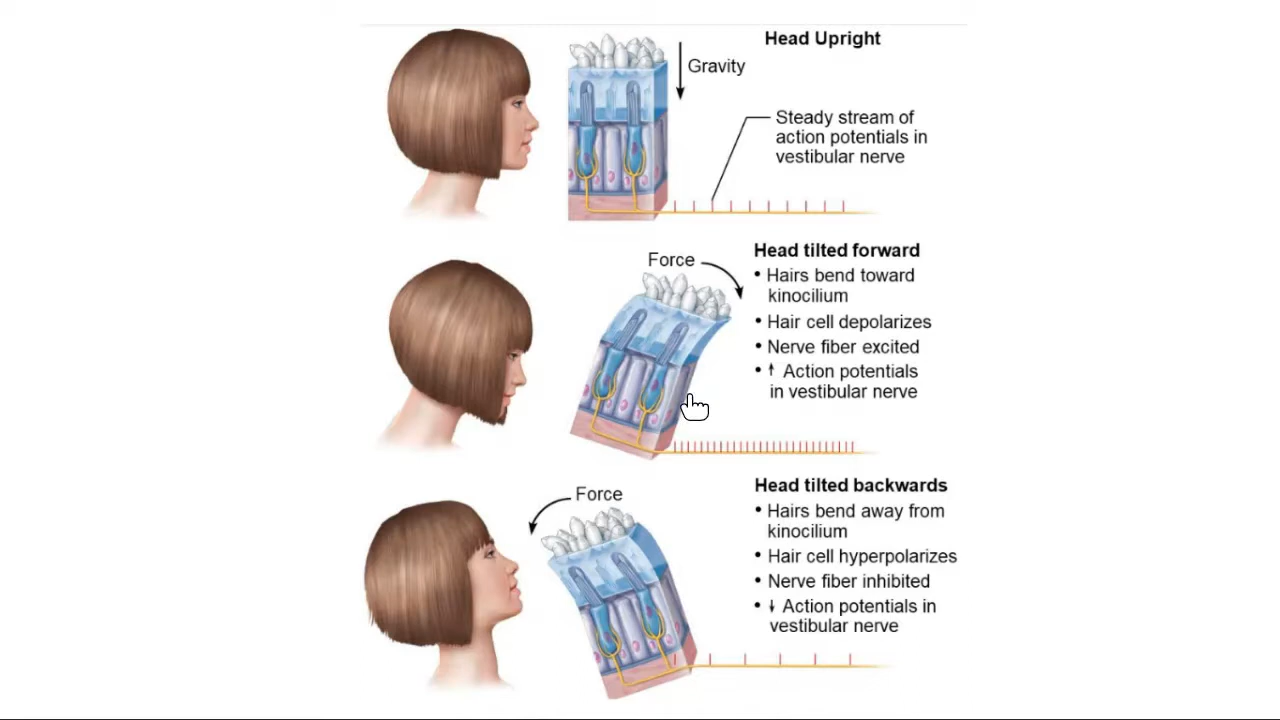 Head Upright
Gravity
Steady stream of
action potentials in
vestibular nerve
Force
Head tilted forward
• Hairs bend toward
kinocilium
• Hair cell depolarizes
• Nerve fiber excited
• ↑ Action potentials
in vestibular nerve
Force
Head tilted backwards
• Hairs bend away from
kinocilium
• Hair cell hyperpolarizes
• Nerve fiber inhibited
• ↓ Action potentials in
vestibular nerve